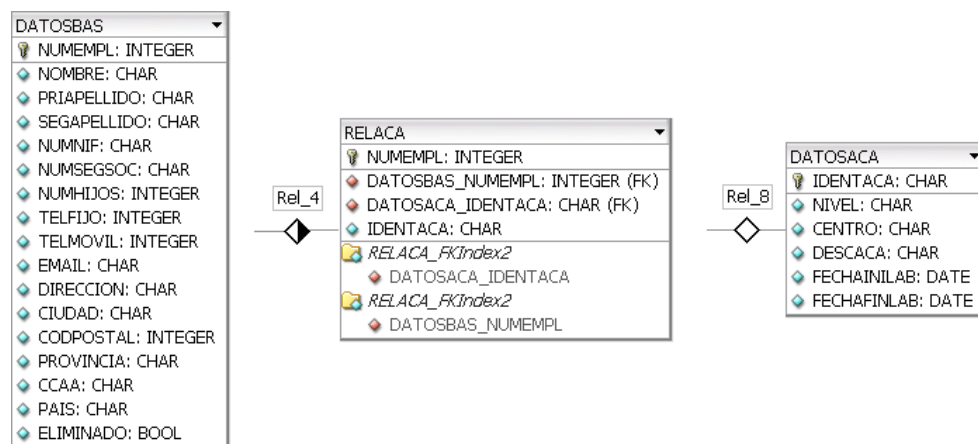 DATOSBAS
NUMEMPL: INTEGER
NOMBRE: CHAR
PRIAPELLIDO: CHAR
SEGAPELLIDO: CHAR
NUMNIF: CHAR
NUMSEGSOC: CHAR
NUMHIJOS: INTEGER
TELFIJO: INTEGER
TELMOVIL: INTEGER
EMAIL: CHAR
DIRECCION: CHAR
CIUDAD: CHAR
CODPOSTAL: INTEGER
PROVINCIA: CHAR
CCAA: CHAR
PAIS: CHAR
ELIMINADO: BOOL
Rel_4
RELACA
NUMEMPL: INTEGER
DATOSBAS_NUMEMPL: INTEGER (FK)
DATOSACA_IDENTACA: CHAR (FK)
IDENTACA: CHAR
RELACA_FKIndex2
DATOSACA_IDENTACA
RELACA_FKIndex2
DATOSBAS_NUMEMPL
Rel_8
DATOSACA
IDENTACA: CHAR
NIVEL: CHAR
CENTRO: CHAR
DESCACA: CHAR
FECHAINILAB: DATE
FECHAFINLAB: DATE